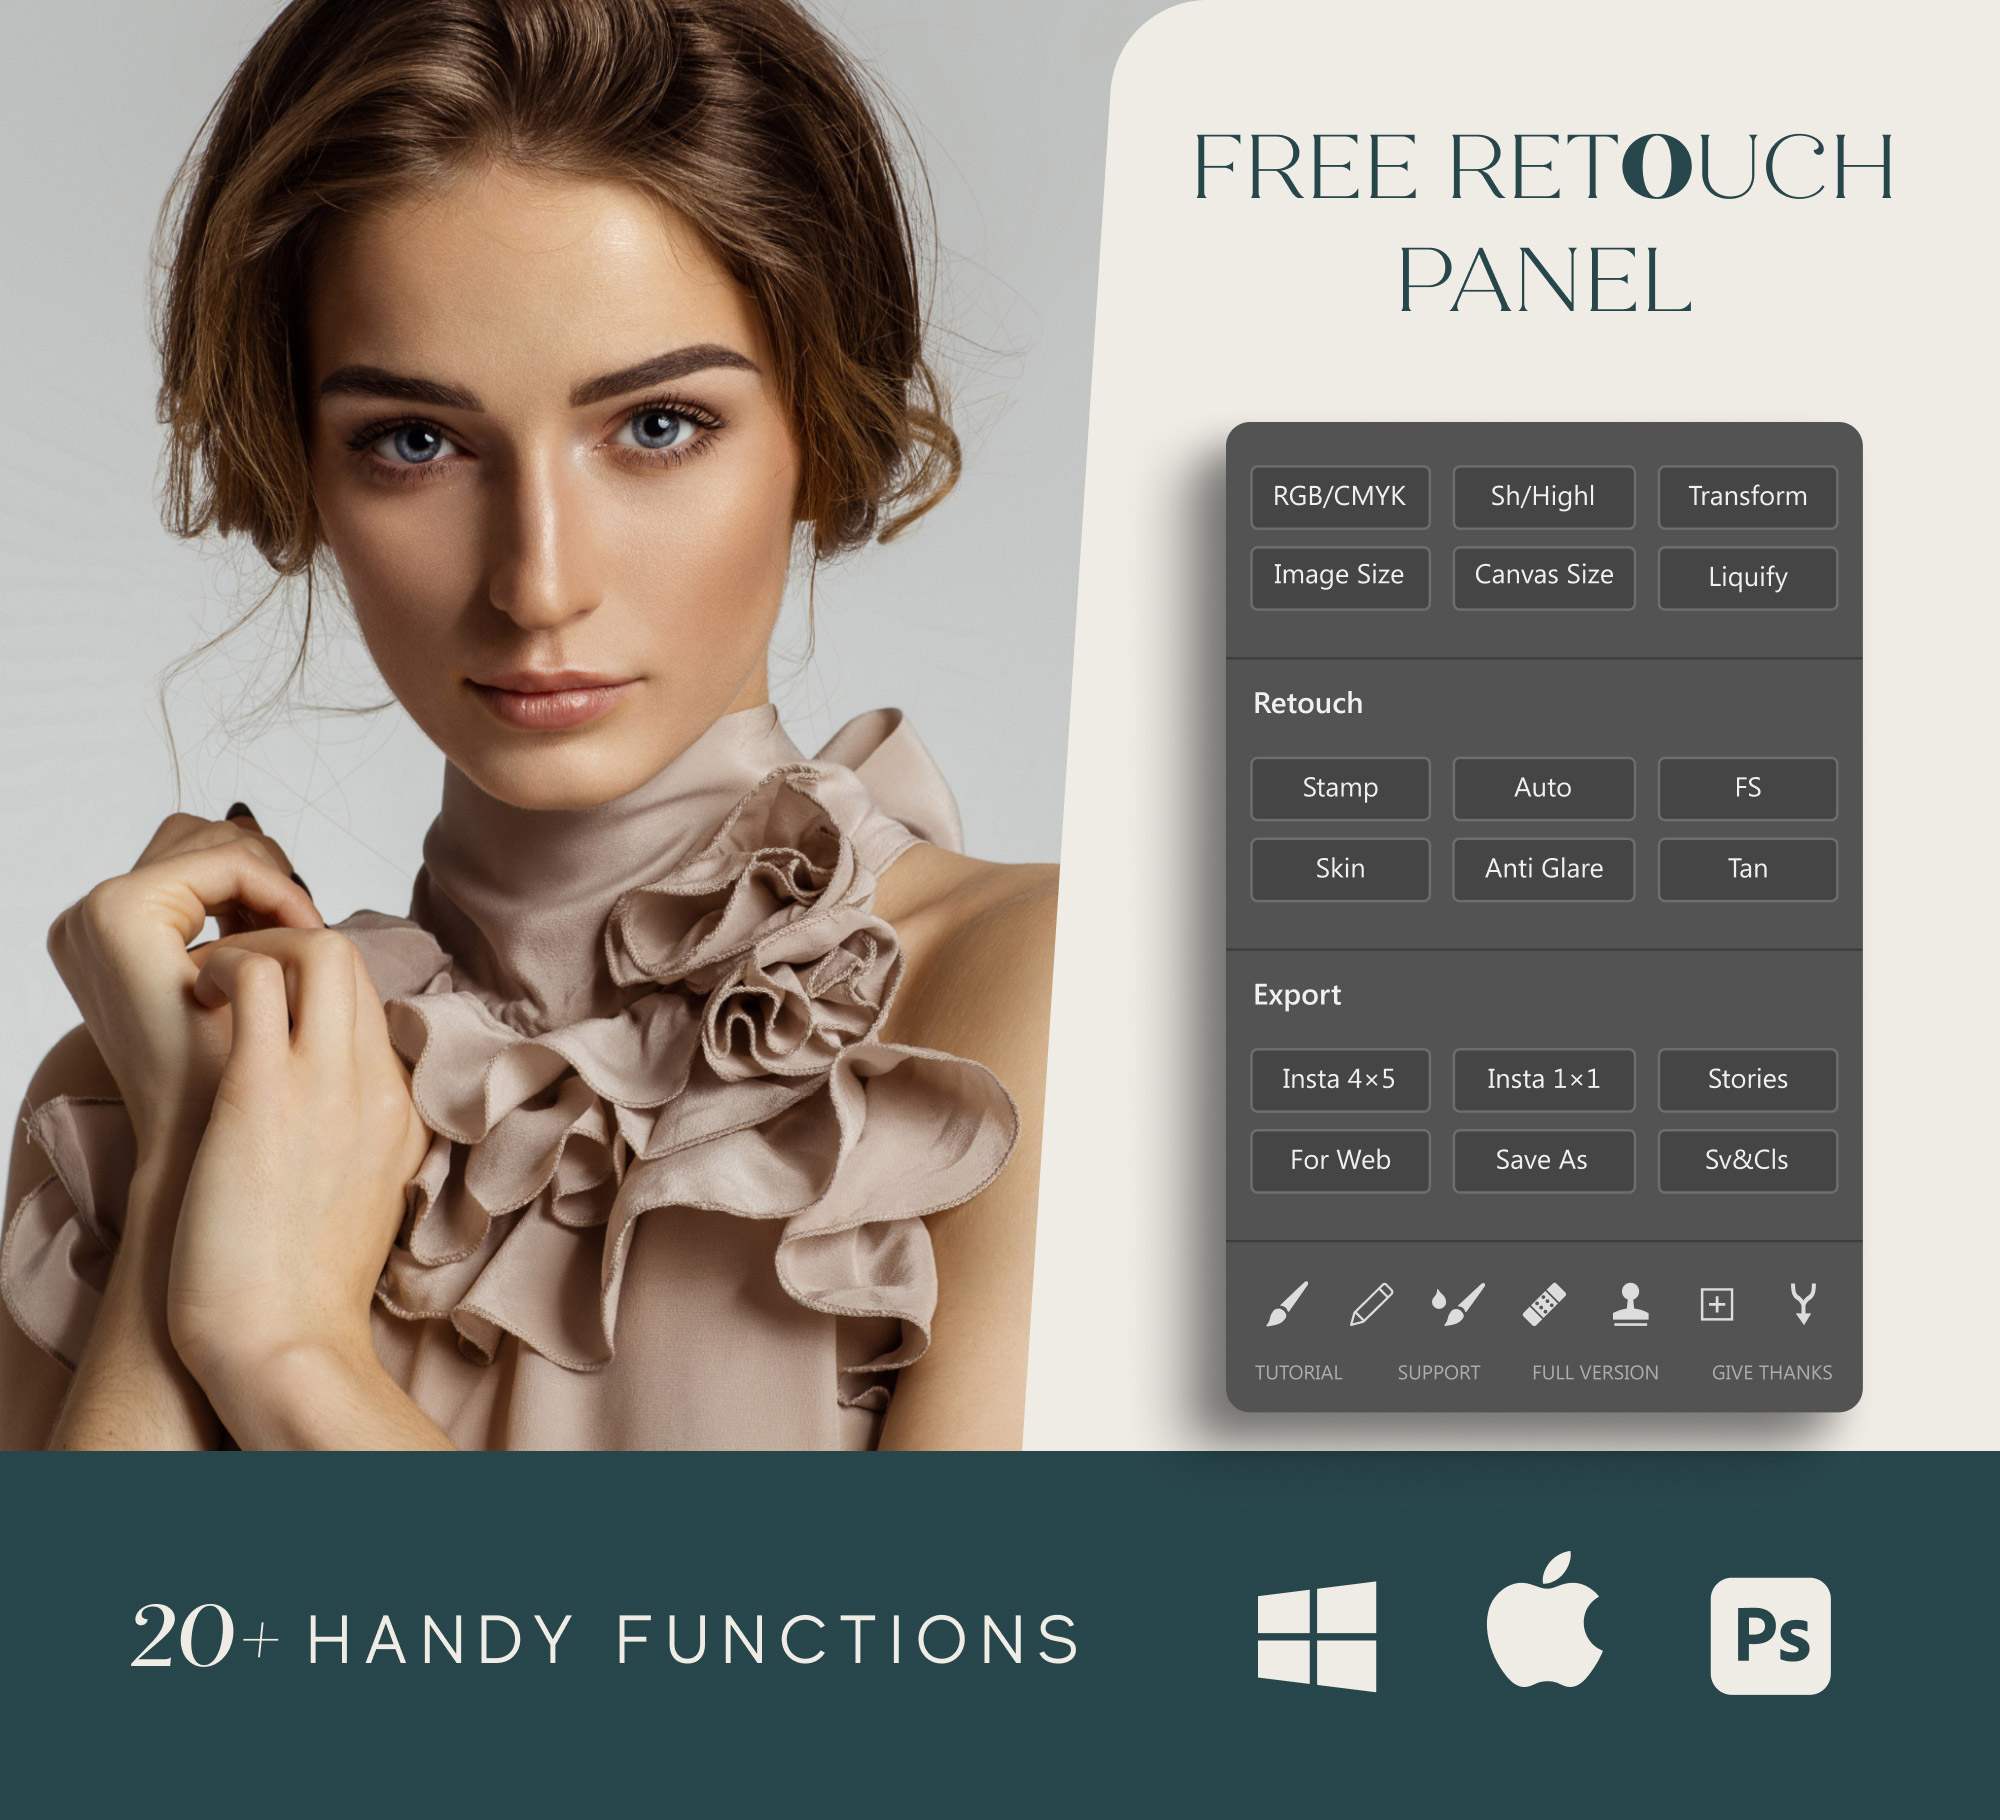 FREE RETOUCH
PANEL
RGB/CMYK Sh/Highl Transform
Image Size Canvas Size Liquify
Retouch
Stamp Auto FS
Skin Anti Glare Tan
Export
Insta 4×5 Insta 1×1 Stories
For Web Save As Sv&Cls
TUTORIAL SUPPORT FULL VERSION GIVE THANKS
20+ HANDY FUNCTIONS
Ps